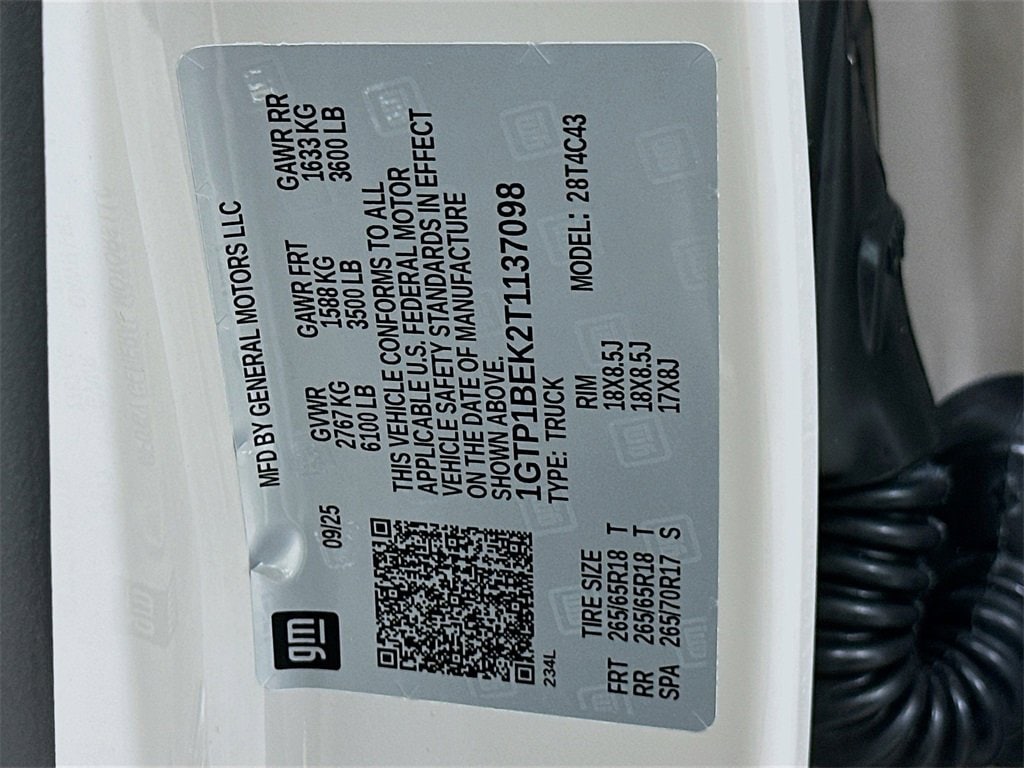 gm
MFD BY GENERAL MOTORS LLC
09/25
GVWR GAWR FRT GAWR RR
2767 KG 1588 KG 1633 KG
6100 LB 3500 LB 3600 LB
THIS VEHICLE CONFORMS TO ALL
APPLICABLE U.S. FEDERAL MOTOR
VEHICLE SAFETY STANDARDS IN EFFECT
ON THE DATE OF MANUFACTURE
SHOWN ABOVE.
1GTP1BEK2T1137098
TYPE: TRUCK MODEL: 28T4C43
234L
TIRE SIZE RIM
FRT 265/65R18 T 18X8.5J
RR 265/65R18 T 18X8.5J
SPA 265/70R17 S 17X8J